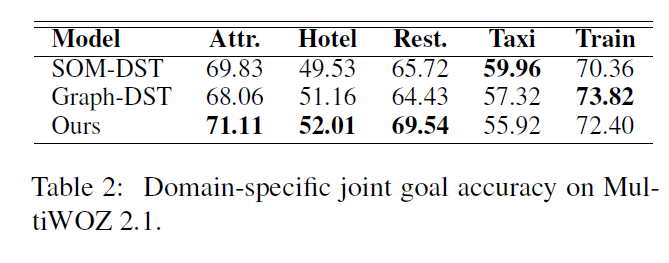 Model Attr. Hotel Rest. Taxi Train
SOM-DST 69.83 49.53 65.72 59.96 70.36
Graph-DST 68.06 51.16 64.43 57.32 73.82
Ours 71.11 52.01 69.54 55.92 72.40
Table 2: Domain-specific joint goal accuracy on Mul-
tiWOZ 2.1.